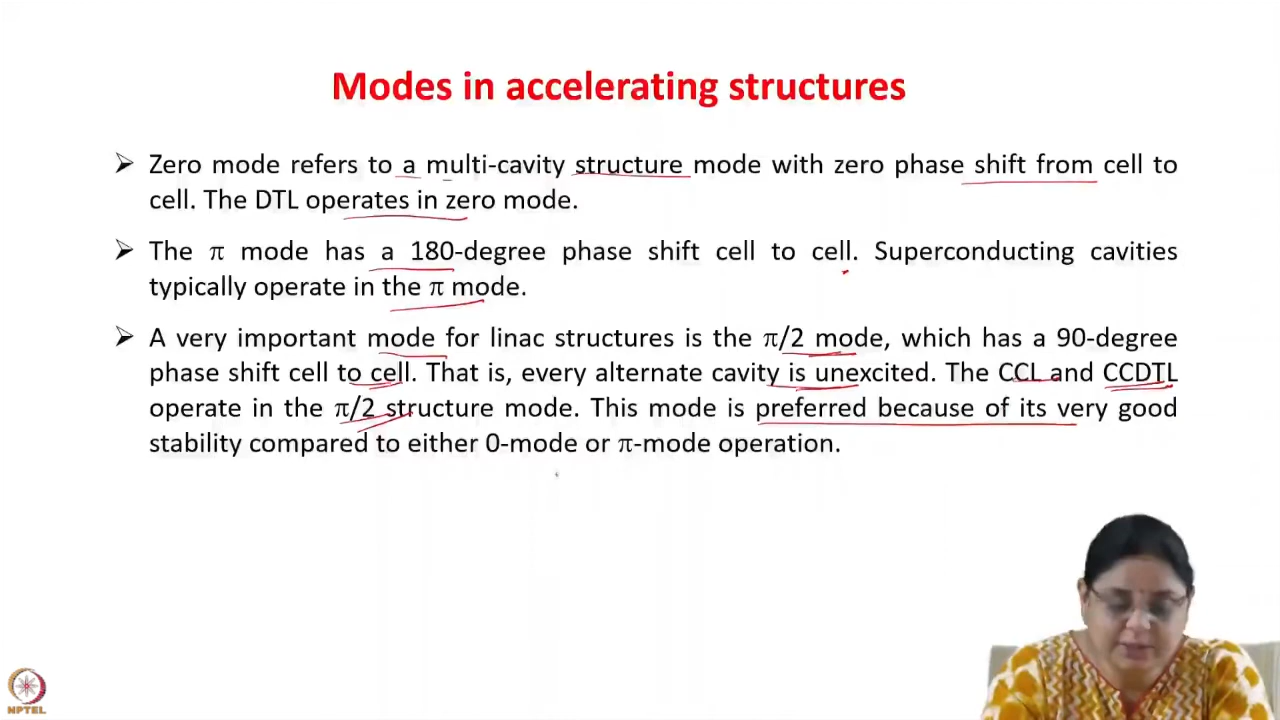 Modes in accelerating structures
➢ Zero mode refers to a multi-cavity structure mode with zero phase shift from cell to
cell. The DTL operates in zero mode.
➢ The π mode has a 180-degree phase shift cell to cell. Superconducting cavities
typically operate in the π mode.
➢ A very important mode for linac structures is the π/2 mode, which has a 90-degree
phase shift cell to cell. That is, every alternate cavity is unexcited. The CCL and CCDTL
operate in the π/2 structure mode. This mode is preferred because of its very good
stability compared to either 0-mode or π-mode operation.
NPTEL